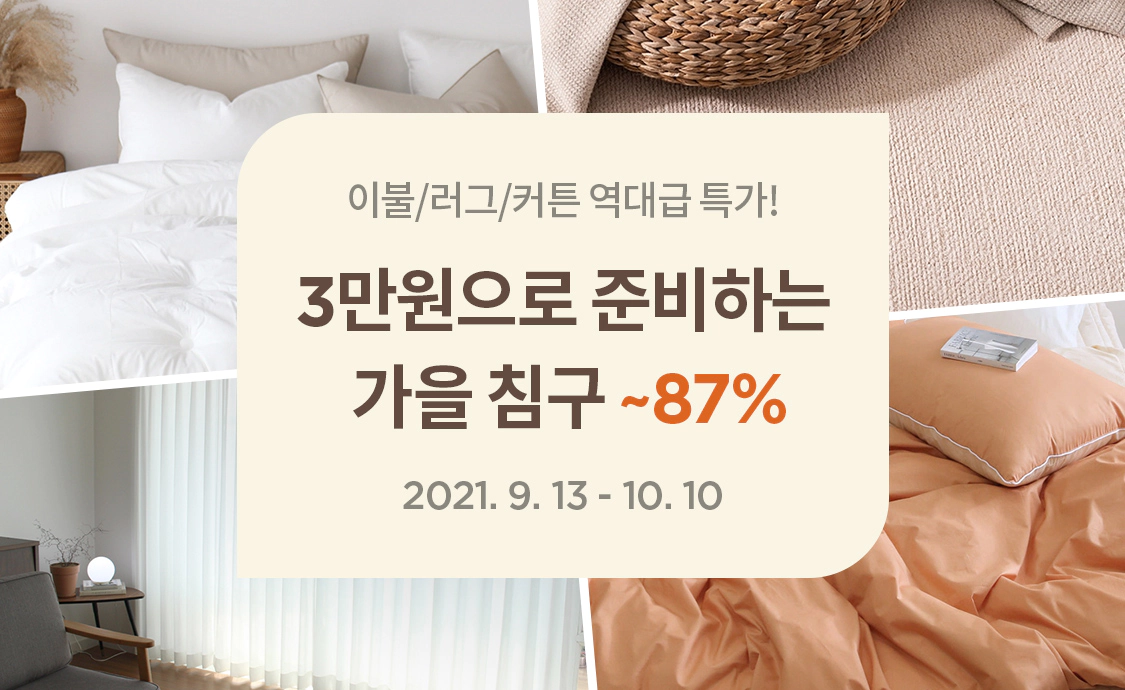 이불/러그/커튼 역대급 특가!
3만원으로 준비하는
가을 침구 ~87%
2021. 9. 13 - 10. 10